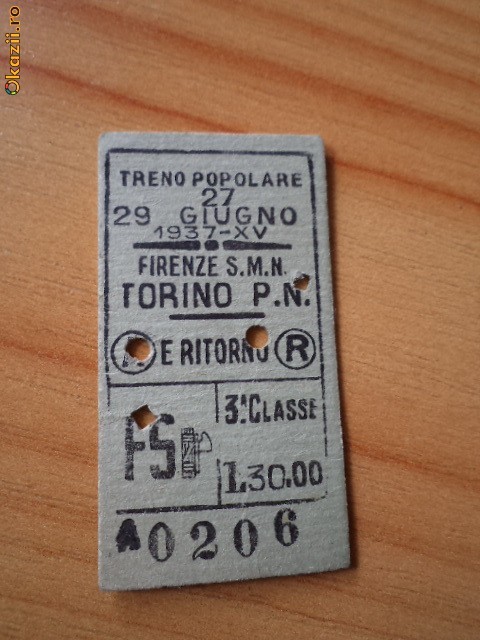 Okazii.ro
TRENO POPOLARE
27
29 GIUGNO
1937-XV
FIRENZE S.M.N.
TORINO P.N.
A. E RITORNO R
FS
3ª CLASSE
L.30.00
A0206